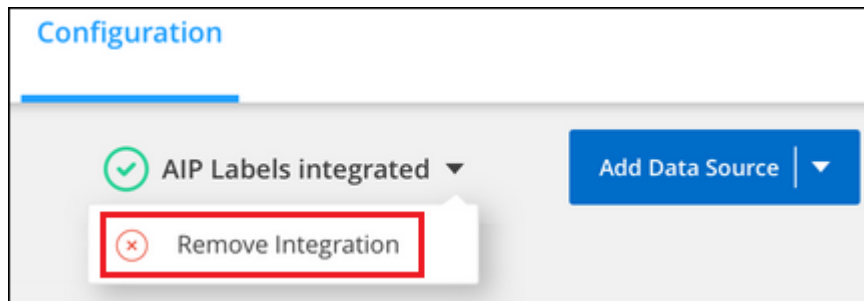 Configuration
AIP Labels integrated
Add Data Source
Remove Integration